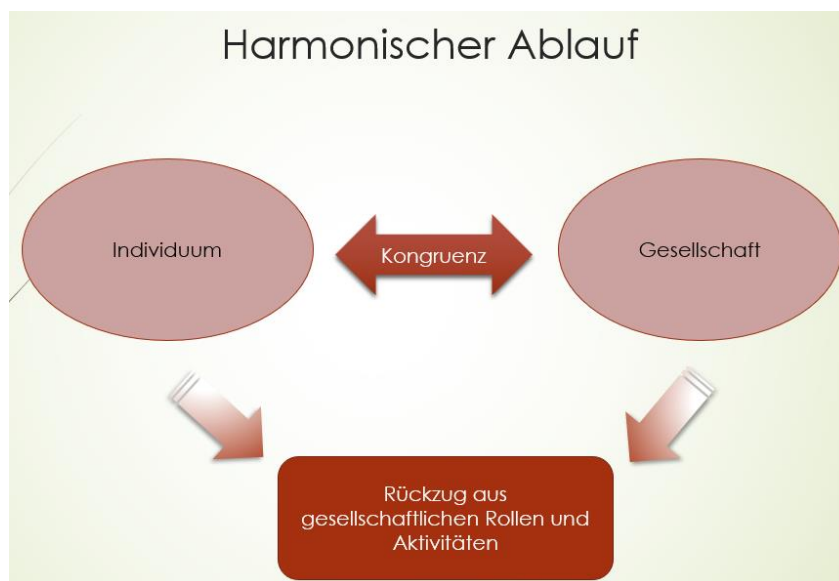 Harmonischer Ablauf
Individuum
Kongruenz
Gesellschaft
Rückzug aus
gesellschaftlichen Rollen und
Aktivitäten